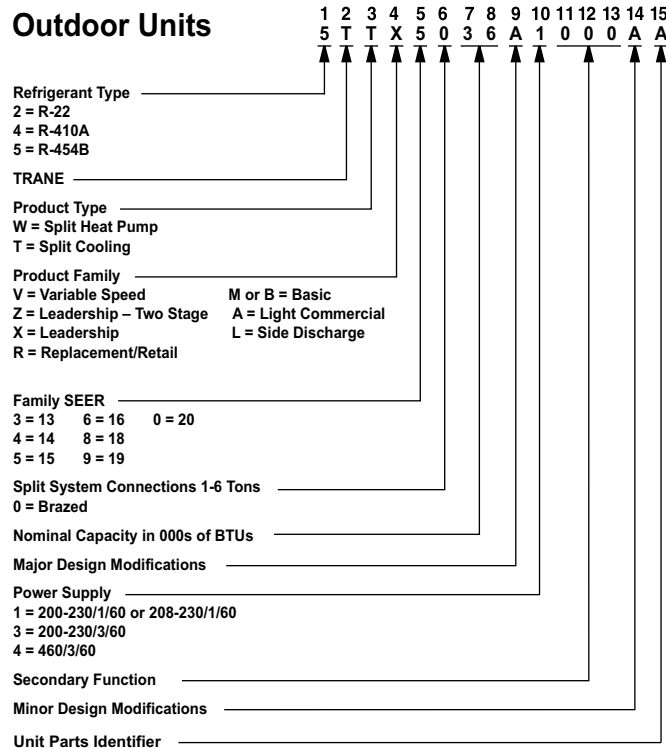 Outdoor Units
1 2 3 4 5 6 7 8 9 10 11 12 13 14 15
5 T T X 5 0 3 6 A 1 0 0 0 A A
Refrigerant Type
2 = R-22
4 = R-410A
5 = R-454B
TRANE
Product Type
W = Split Heat Pump
T = Split Cooling
Product Family
V = Variable Speed M or B = Basic
Z = Leadership – Two Stage A = Light Commercial
X = Leadership L = Side Discharge
R = Replacement/Retail
Family SEER
3 = 13 6 = 16 0 = 20
4 = 14 8 = 18
5 = 15 9 = 19
Split System Connections 1-6 Tons
0 = Brazed
Nominal Capacity in 000s of BTUs
Major Design Modifications
Power Supply
1 = 200-230/1/60 or 208-230/1/60
3 = 200-230/3/60
4 = 460/3/60
Secondary Function
Minor Design Modifications
Unit Parts Identifier